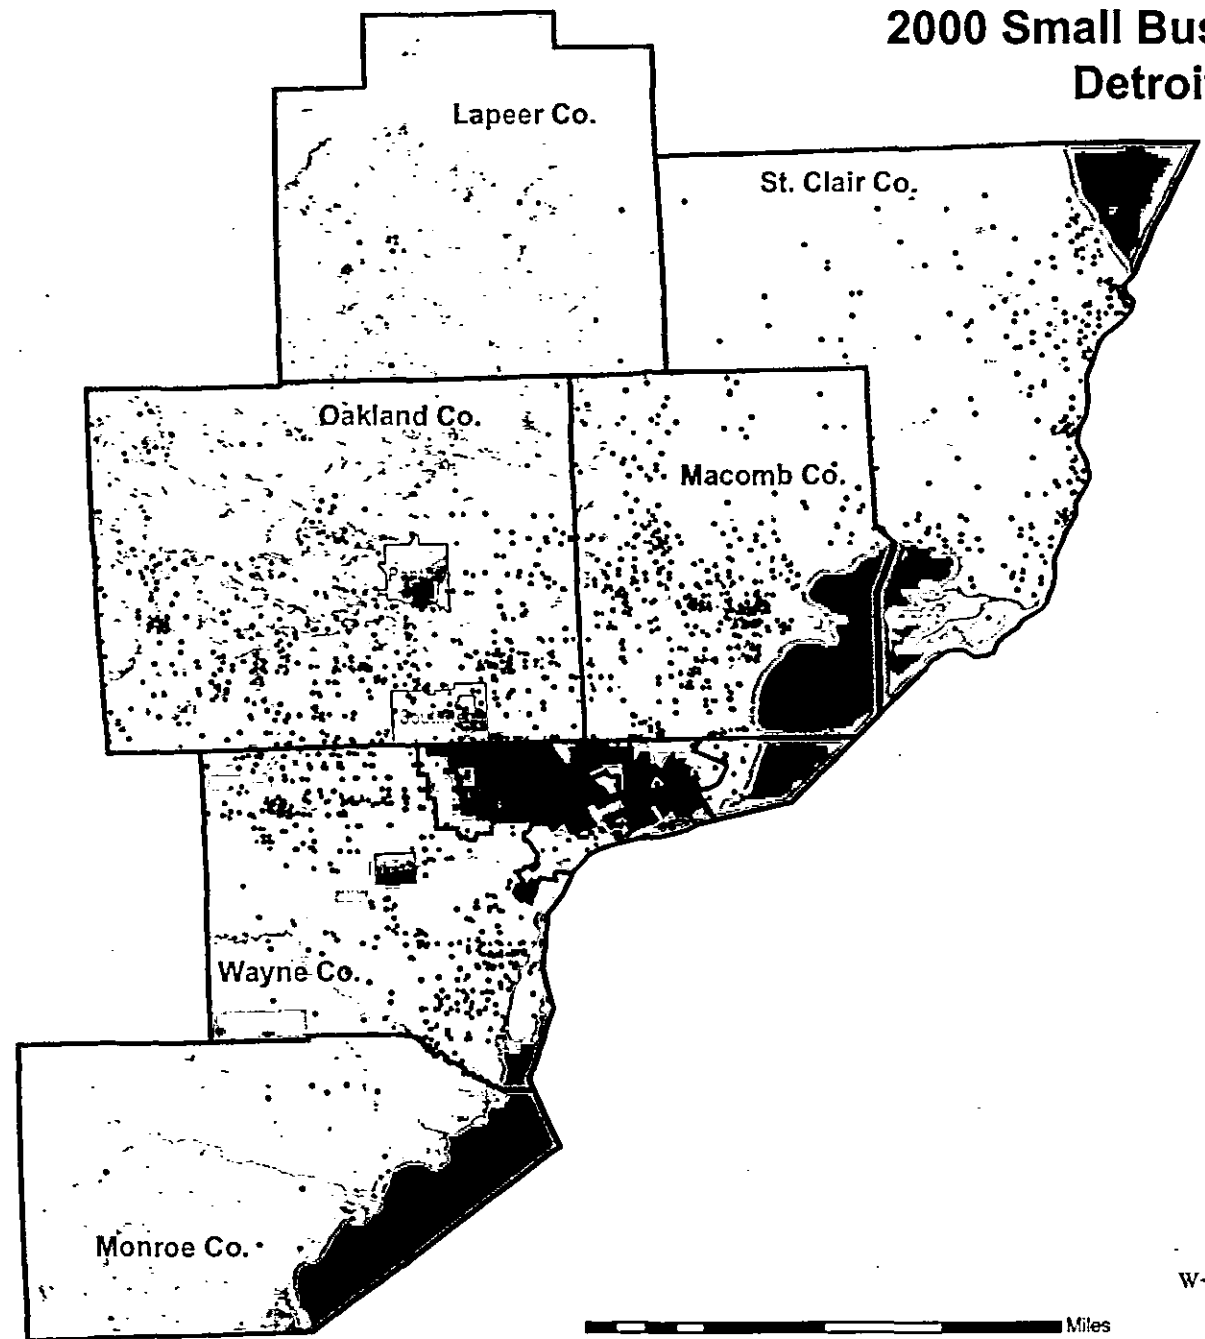 2000 Small Bus
Detroi
Lapeer Co.
St. Clair Co.
Oakland Co.
Macomb Co.
Wayne Co.
Monroe Co.
W
Miles